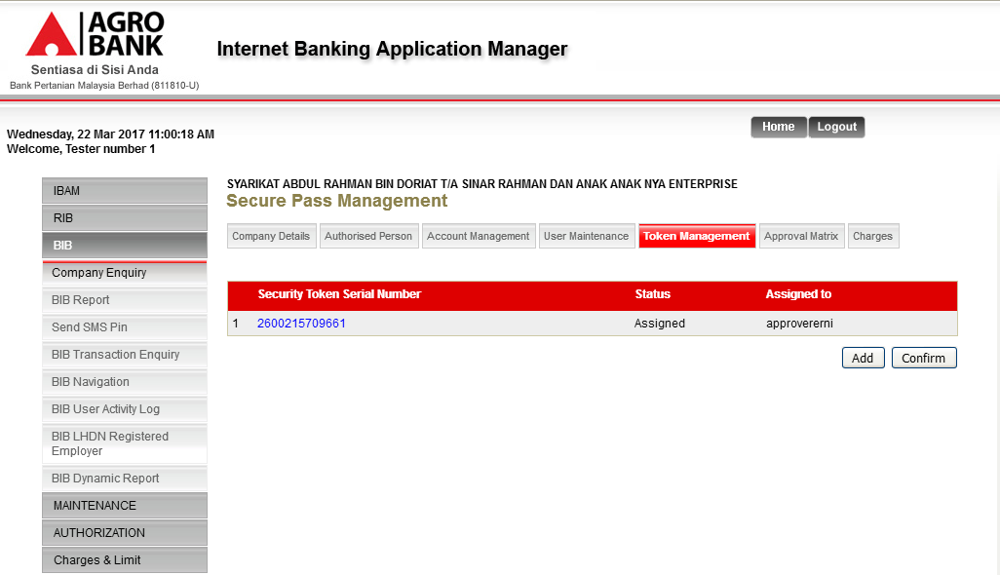 AGRO
BANK
Sentiasa di Sisi Anda
Bank Pertanian Malaysia Berhad (811810-U)
Internet Banking Application Manager
Wednesday, 22 Mar 2017 11:00:18 AM
Welcome, Tester number 1
Home Logout
IBAM
RIB
BIB
Company Enquiry
BIB Report
Send SMS Pin
BIB Transaction Enquiry
BIB Navigation
BIB User Activity Log
BIB LHDN Registered
Employer
BIB Dynamic Report
MAINTENANCE
AUTHORIZATION
Charges & Limit
SYARIKAT ABDUL RAHMAN BIN DORIAT T/A SINAR RAHMAN DAN ANAK ANAK NYA ENTERPRISE
Secure Pass Management
Company Details Authorised Person Account Management User Maintenance Token Management Approval Matrix Charges
Security Token Serial Number Status Assigned to
1 2600215709661 Assigned approvererni
Add Confirm